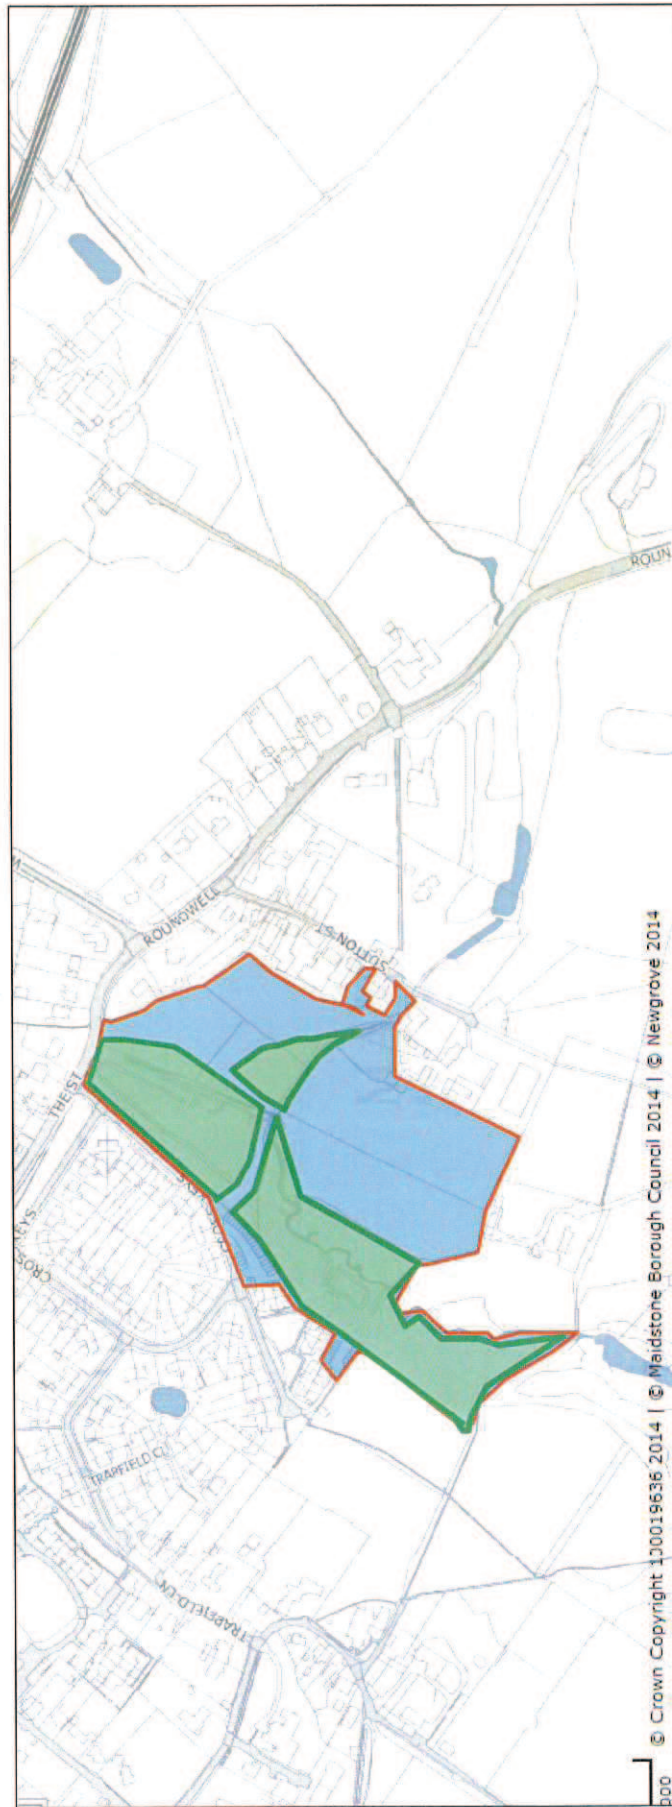 THE ST
ROUNDWELL
SUTTON ST
TRAPFIELD CL
TRAPFIELD LN
ROUN
000
© Crown Copyright 100019636 2014 | © Maidstone Borough Council 2014 | © Newgrove 2014